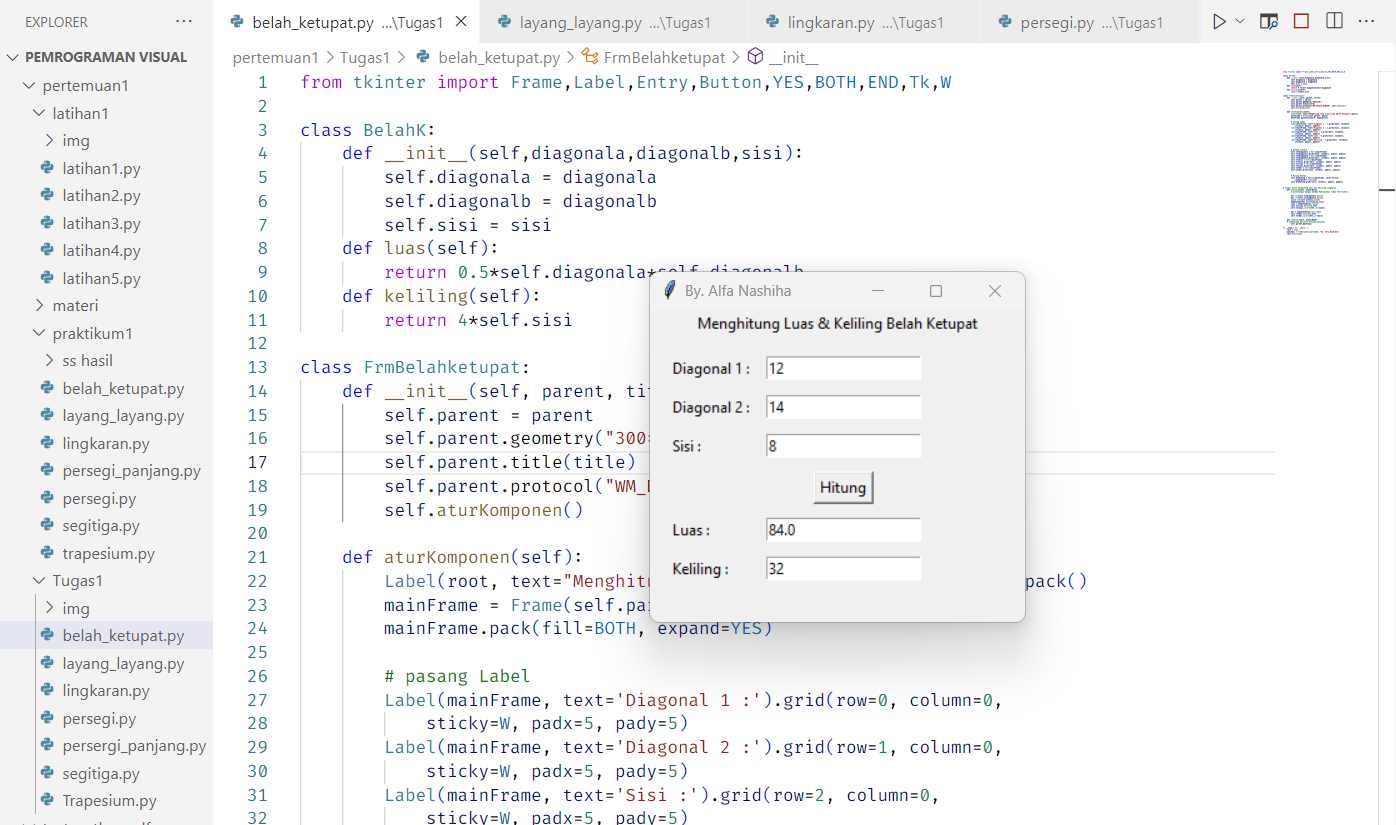 EXPLORER
PEMROGRAMAN VISUAL
pertemuan1
latihan1
img
latihan1.py
latihan2.py
latihan3.py
latihan4.py
latihan5.py
materi
praktikum1
ss hasil
belah_ketupat.py
layang_layang.py
lingkaran.py
persegi_panjang.py
persegi.py
segitiga.py
trapesium.py
Tugas1
img
belah_ketupat.py
layang_layang.py
lingkaran.py
persegi.py
persergi_panjang.py
segitiga.py
Trapesium.py
belah_ketupat.py ...\Tugas1
layang_layang.py ...\Tugas1
lingkaran.py ...\Tugas1
persegi.py ...\Tugas1
pertemuan1 > Tugas1 > belah_ketupat.py > FrmBelahketupat > __init__
1 from tkinter import Frame,Label,Entry,Button,YES,BOTH,END,Tk,W
2
3 class BelahK:
4 def __init__(self,diagonala,diagonalb,sisi):
5 self.diagonala = diagonala
6 self.diagonalb = diagonalb
7 self.sisi = sisi
8 def luas(self):
9 return 0.5*self.diagonala*self.diagonalb
10 def keliling(self):
11 return 4*self.sisi
12
13 class FrmBelahketupat:
14 def __init__(self, parent, tit
15 self.parent = parent
16 self.parent.geometry("300
17 self.parent.title(title)
18 self.parent.protocol("WM_
19 self.aturKomponen()
20
21 def aturKomponen(self):
22 Label(root, text="Menghitu pack()
23 mainFrame = Frame(self.pa
24 mainFrame.pack(fill=BOTH, expand=YES)
25
26 # pasang Label
27 Label(mainFrame, text='Diagonal 1 :').grid(row=0, column=0,
28 sticky=W, padx=5, pady=5)
29 Label(mainFrame, text='Diagonal 2 :').grid(row=1, column=0,
30 sticky=W, padx=5, pady=5)
31 Label(mainFrame, text='Sisi :').grid(row=2, column=0,
32 sticky=W, padx=5, pady=5)
By. Alfa Nashiha
Menghitung Luas & Keliling Belah Ketupat
Diagonal 1 : 12
Diagonal 2 : 14
Sisi : 8
Hitung
Luas : 84.0
Keliling : 32